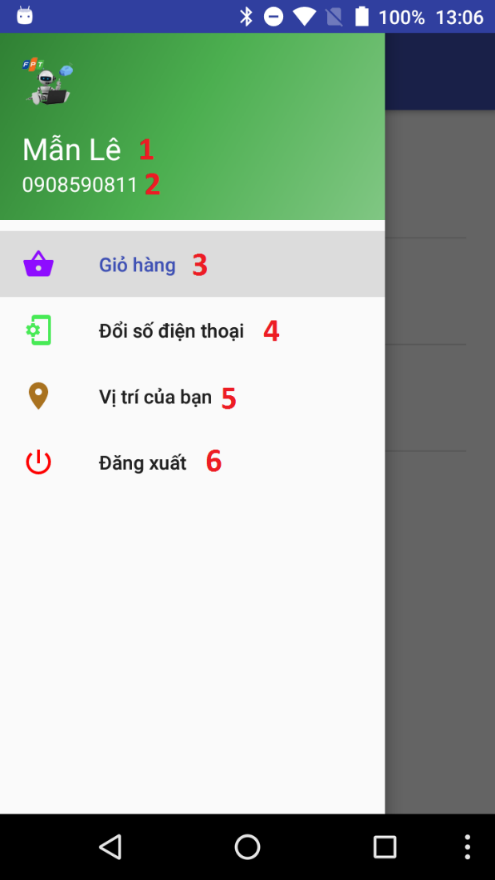 100% 13:06
FPT
Mẫn Lê 1
0908590811 2
Giỏ hàng 3
Đổi số điện thoại 4
Vị trí của bạn 5
Đăng xuất 6